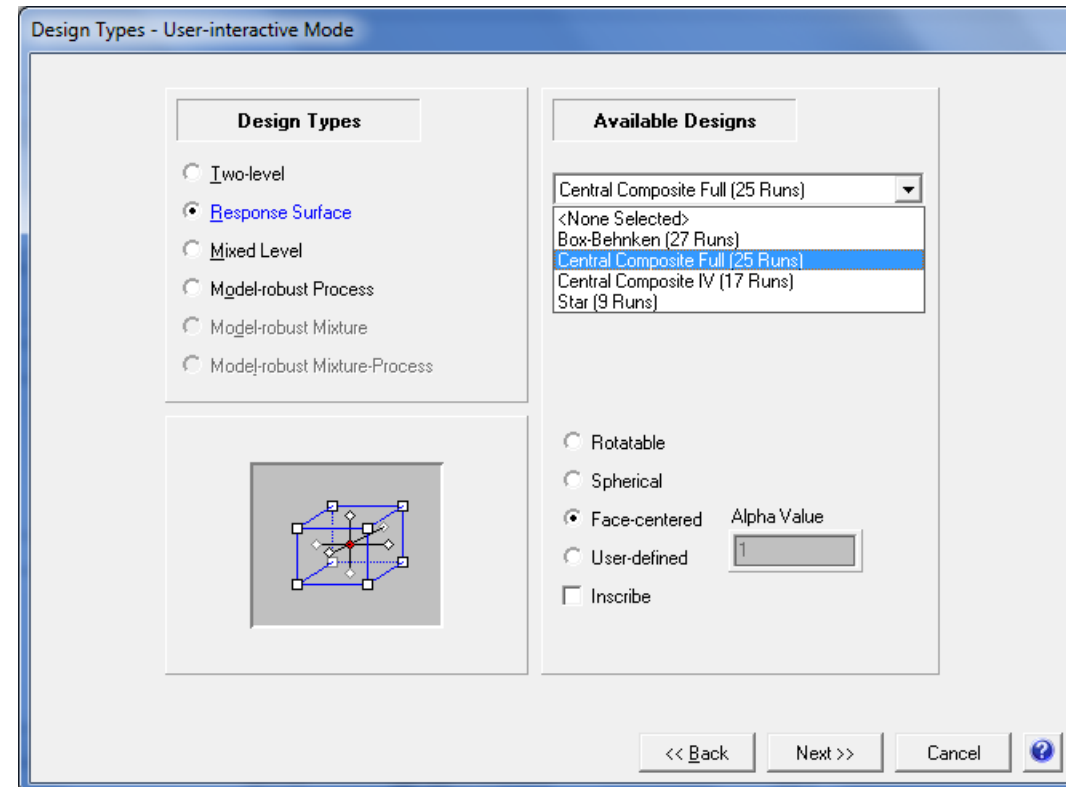 Design Types - User-interactive Mode
Design Types
Two-level
Response Surface
Mixed Level
Model-robust Process
Model-robust Mixture
Model-robust Mixture-Process
Available Designs
Central Composite Full (25 Runs)
<None Selected>
Box-Behnken (27 Runs)
Central Composite Full (25 Runs)
Central Composite IV (17 Runs)
Star (9 Runs)
Rotatable
Spherical
Face-centered
Alpha Value
User-defined
1
Inscribe
<< Back
Next >>
Cancel
?